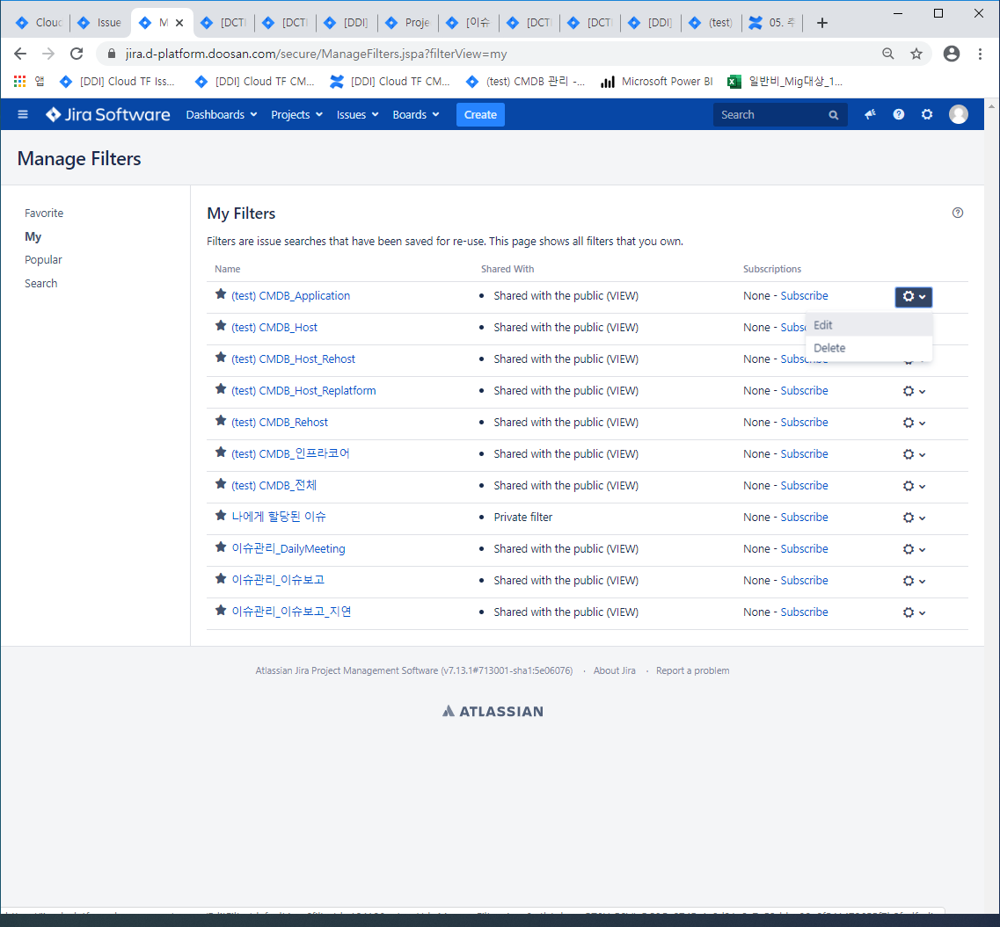 Cloud
Issue
M
[DCTI
[DCTI
[DDI]
Proje
[이슈
[DCTI
[DCTI
[DDI]
(test)
05. 주
jira.d-platform.doosan.com/secure/ManageFilters.jspa?filterView=my
앱
[DDI] Cloud TF Iss...
[DDI] Cloud TF CM...
[DDI] Cloud TF CM...
(test) CMDB 관리 -...
Microsoft Power BI
일반비_Mig대상_1...
Jira Software
Dashboards
Projects
Issues
Boards
Create
Search
Manage Filters
Favorite
My
Popular
Search
My Filters
Filters are issue searches that have been saved for re-use. This page shows all filters that you own.
Name Shared With Subscriptions
(test) CMDB_Application Shared with the public (VIEW) None - Subscribe
Edit
Delete
(test) CMDB_Host Shared with the public (VIEW) None - Subsc
(test) CMDB_Host_Rehost Shared with the public (VIEW) None - Subscribe
(test) CMDB_Host_Replatform Shared with the public (VIEW) None - Subscribe
(test) CMDB_Rehost Shared with the public (VIEW) None - Subscribe
(test) CMDB_인프라코어 Shared with the public (VIEW) None - Subscribe
(test) CMDB_전체 Shared with the public (VIEW) None - Subscribe
나에게 할당된 이슈 Private filter None - Subscribe
이슈관리_DailyMeeting Shared with the public (VIEW) None - Subscribe
이슈관리_이슈보고 Shared with the public (VIEW) None - Subscribe
이슈관리_이슈보고_지연 Shared with the public (VIEW) None - Subscribe
Atlassian Jira Project Management Software (v7.13.1#713001-sha1:5e06076) · About Jira · Report a problem
ATLASSIAN